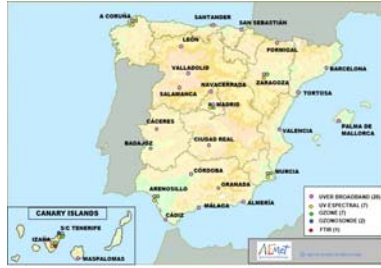 A CORUÑA
SANTANDER
SAN SEBASTIÁN
LEÓN
FORMIGAL
VALLADOLID
BARCELONA
NAVACERRADA
ZARAGOZA
SALAMANCA
TORTOSA
MADRID
CÁCERES
VALENCIA
PALMA DE
MALLORCA
CIUDAD REAL
BADAJOZ
CÓRDOBA
MURCIA
ARENOSILLO
GRANADA
ALMERÍA
MÁLAGA
CÁDIZ
CANARY ISLANDS
S/C TENERIFE
IZAÑA
MASPALOMAS
UVER BROADBAND (20)
UV ESPECTRAL (7)
OZONE (7)
OZONOSONDE (2)
FTIR (1)
AEmet